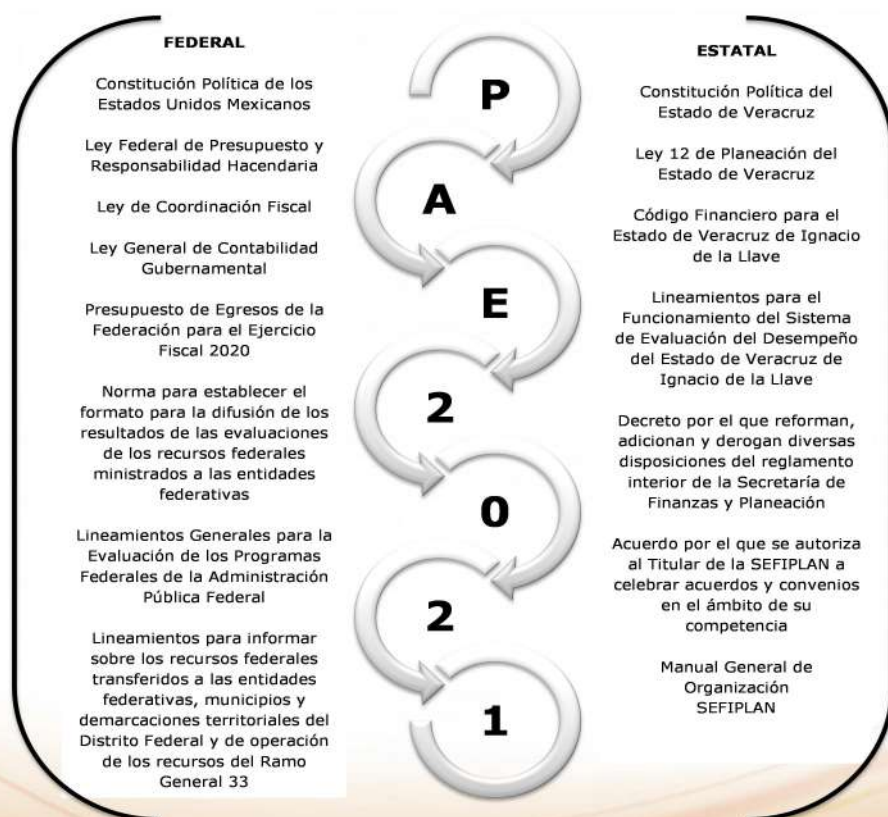 FEDERAL
Constitución Política de los
Estados Unidos Mexicanos
Ley Federal de Presupuesto y
Responsabilidad Hacendaria
Ley de Coordinación Fiscal
Ley General de Contabilidad
Gubernamental
Presupuesto de Egresos de la
Federación para el Ejercicio
Fiscal 2020
Norma para establecer el
formato para la difusión de los
resultados de las evaluaciones
de los recursos federales
ministrados a las entidades
federativas
Lineamientos Generales para la
Evaluación de los Programas
Federales de la Administración
Pública Federal
Lineamientos para informar
sobre los recursos federales
transferidos a las entidades
federativas, municipios y
demarcaciones territoriales del
Distrito Federal y de operación
de los recursos del Ramo
General 33
P
A
E
2
0
2
1
ESTATAL
Constitución Política del
Estado de Veracruz
Ley 12 de Planeación del
Estado de Veracruz
Código Financiero para el
Estado de Veracruz de Ignacio
de la Llave
Lineamientos para el
Funcionamiento del Sistema
de Evaluación del Desempeño
del Estado de Veracruz de
Ignacio de la Llave
Decreto por el que reforman,
adicionan y derogan diversas
disposiciones del reglamento
interior de la Secretaría de
Finanzas y Planeación
Acuerdo por el que se autoriza
al Titular de la SEFIPLAN a
celebrar acuerdos y convenios
en el ámbito de su
competencia
Manual General de
Organización
SEFIPLAN